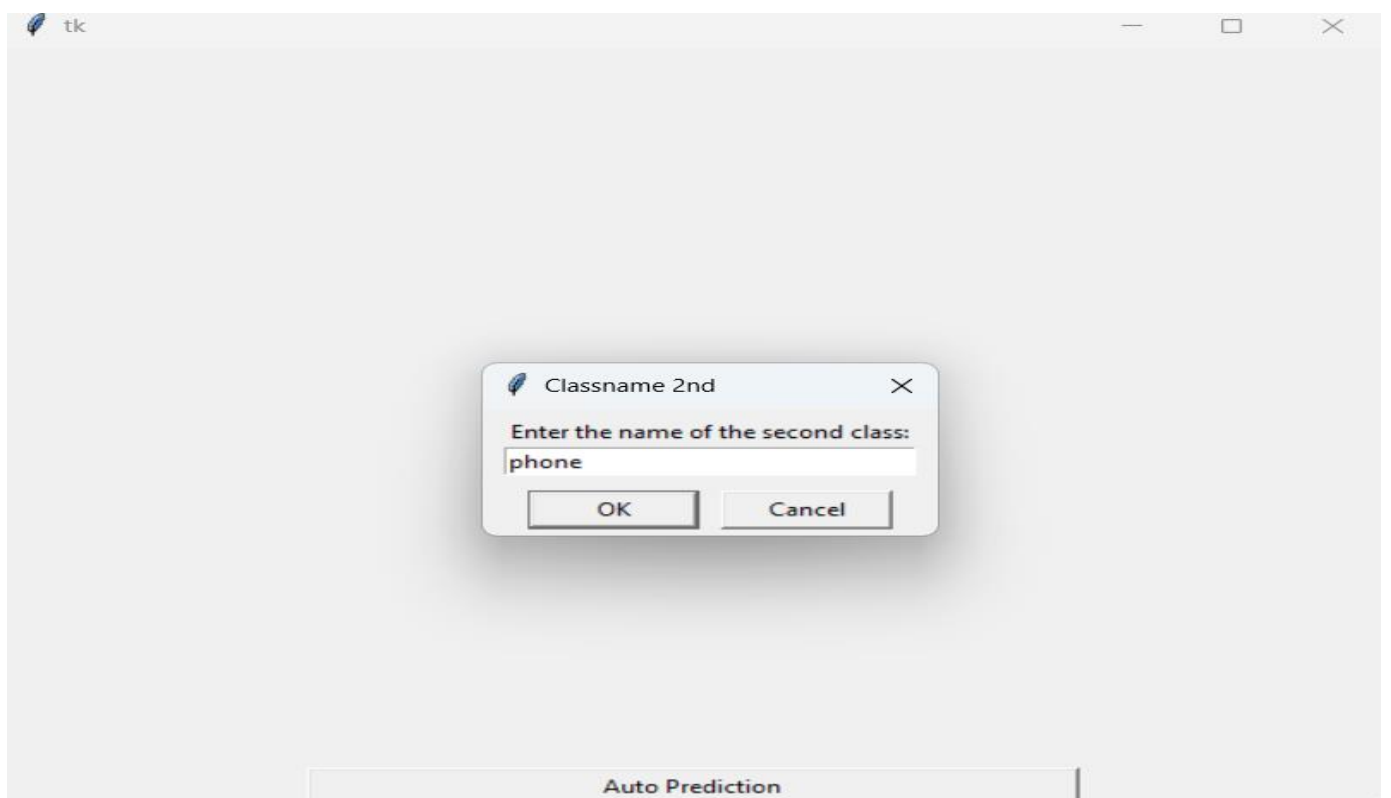 tk
Classname 2nd
Enter the name of the second class:
phone
OK Cancel
Auto Prediction